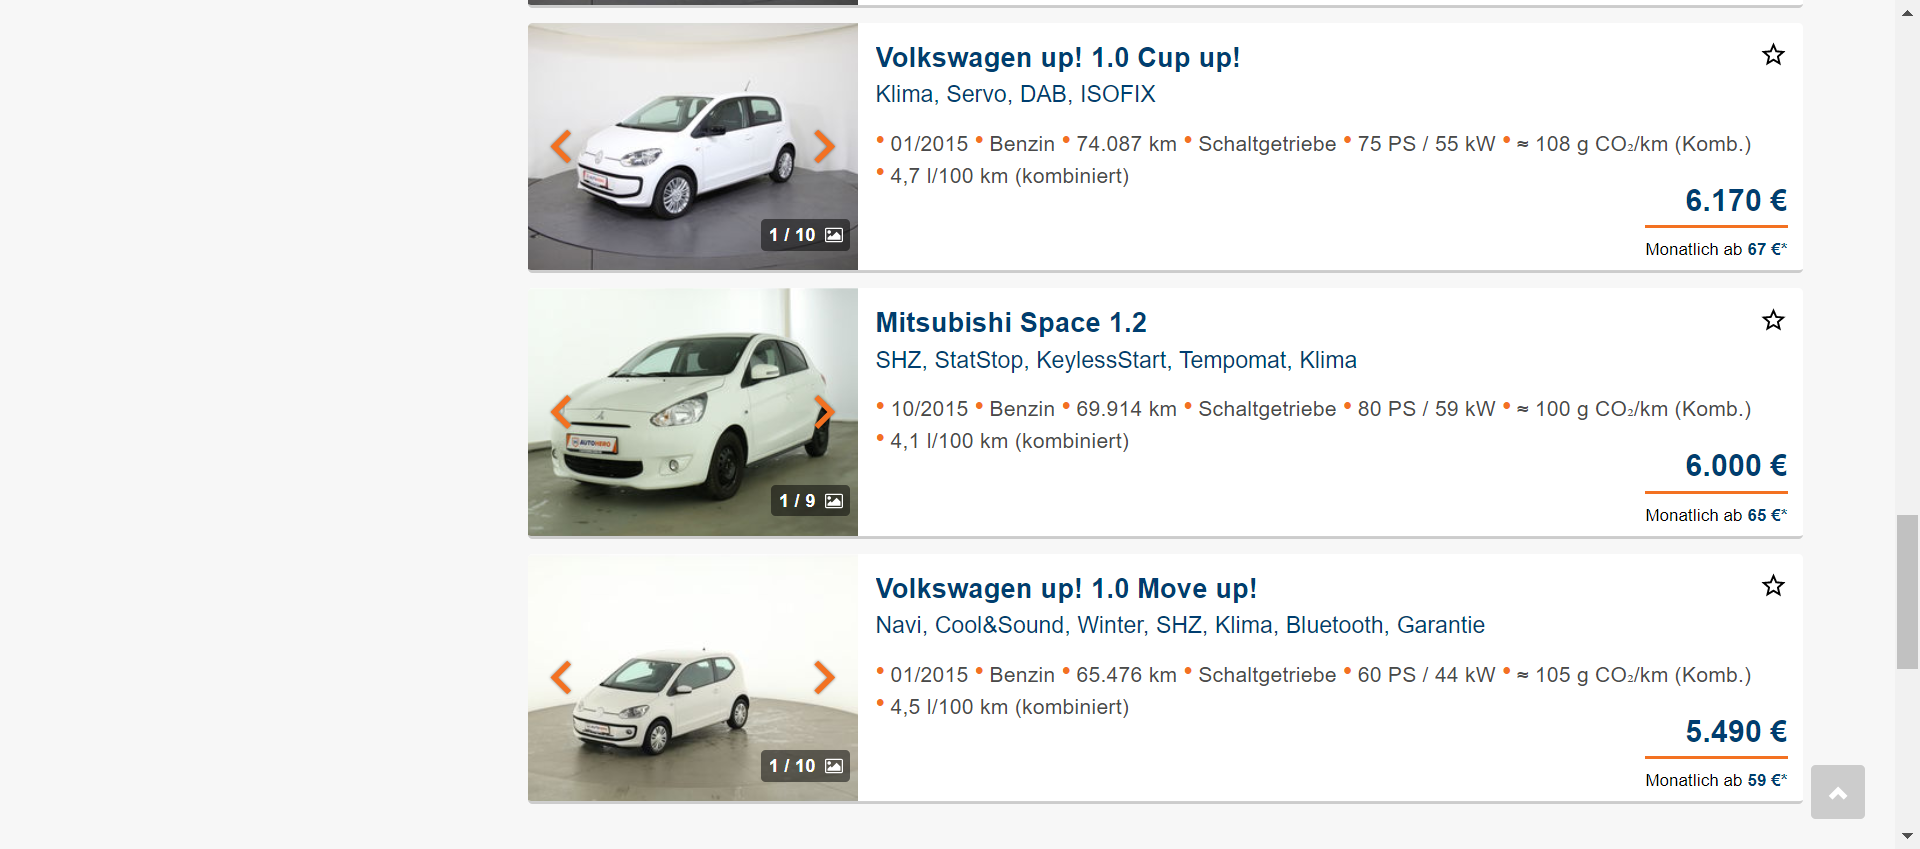 Volkswagen up! 1.0 Cup up!
Klima, Servo, DAB, ISOFIX
• 01/2015 • Benzin • 74.087 km • Schaltgetriebe • 75 PS / 55 kW • ≈ 108 g CO₂/km (Komb.)
• 4,7 l/100 km (kombiniert)
6.170 €
1 / 10
Monatlich ab 67 €*
Mitsubishi Space 1.2
SHZ, StatStop, KeylessStart, Tempomat, Klima
• 10/2015 • Benzin • 69.914 km • Schaltgetriebe • 80 PS / 59 kW • ≈ 100 g CO₂/km (Komb.)
• 4,1 l/100 km (kombiniert)
AUTOHERO
6.000 €
1 / 9
Monatlich ab 65 €*
Volkswagen up! 1.0 Move up!
Navi, Cool&Sound, Winter, SHZ, Klima, Bluetooth, Garantie
• 01/2015 • Benzin • 65.476 km • Schaltgetriebe • 60 PS / 44 kW • ≈ 105 g CO₂/km (Komb.)
• 4,5 l/100 km (kombiniert)
5.490 €
1 / 10
Monatlich ab 59 €*